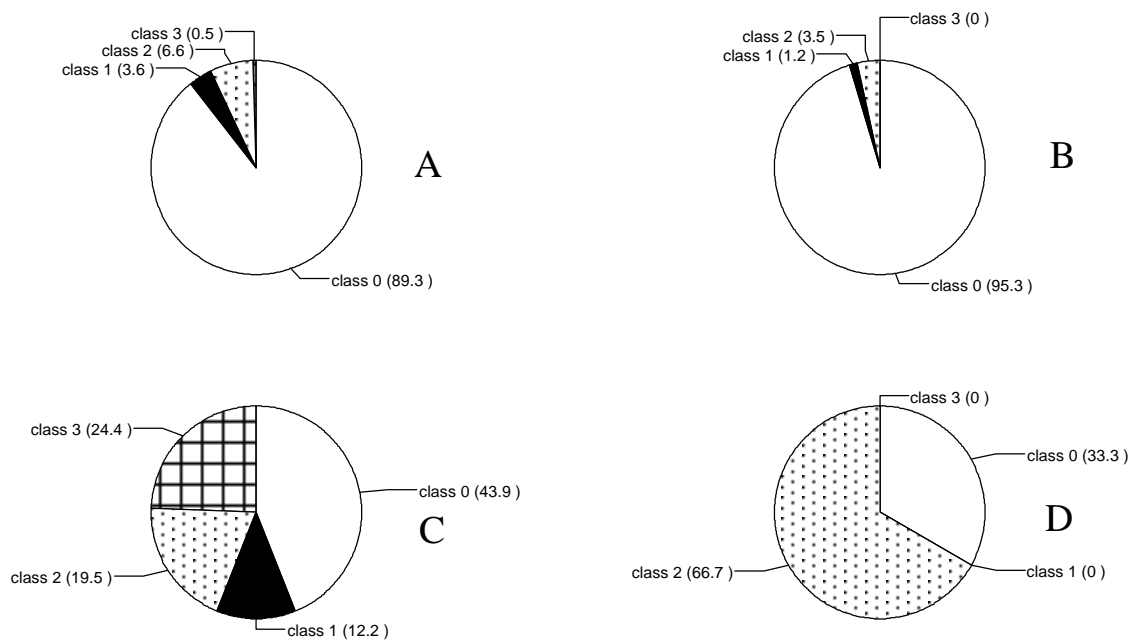 class 3 (0.5 )
class 2 (6.6 )
class 1 (3.6 )
A
class 0 (89.3 )
class 3 (0 )
class 2 (3.5 )
class 1 (1.2 )
B
class 0 (95.3 )
class 3 (24.4 )
class 0 (43.9 )
C
class 2 (19.5 )
class 1 (12.2 )
class 3 (0 )
class 0 (33.3 )
D
class 2 (66.7 )
class 1 (0 )